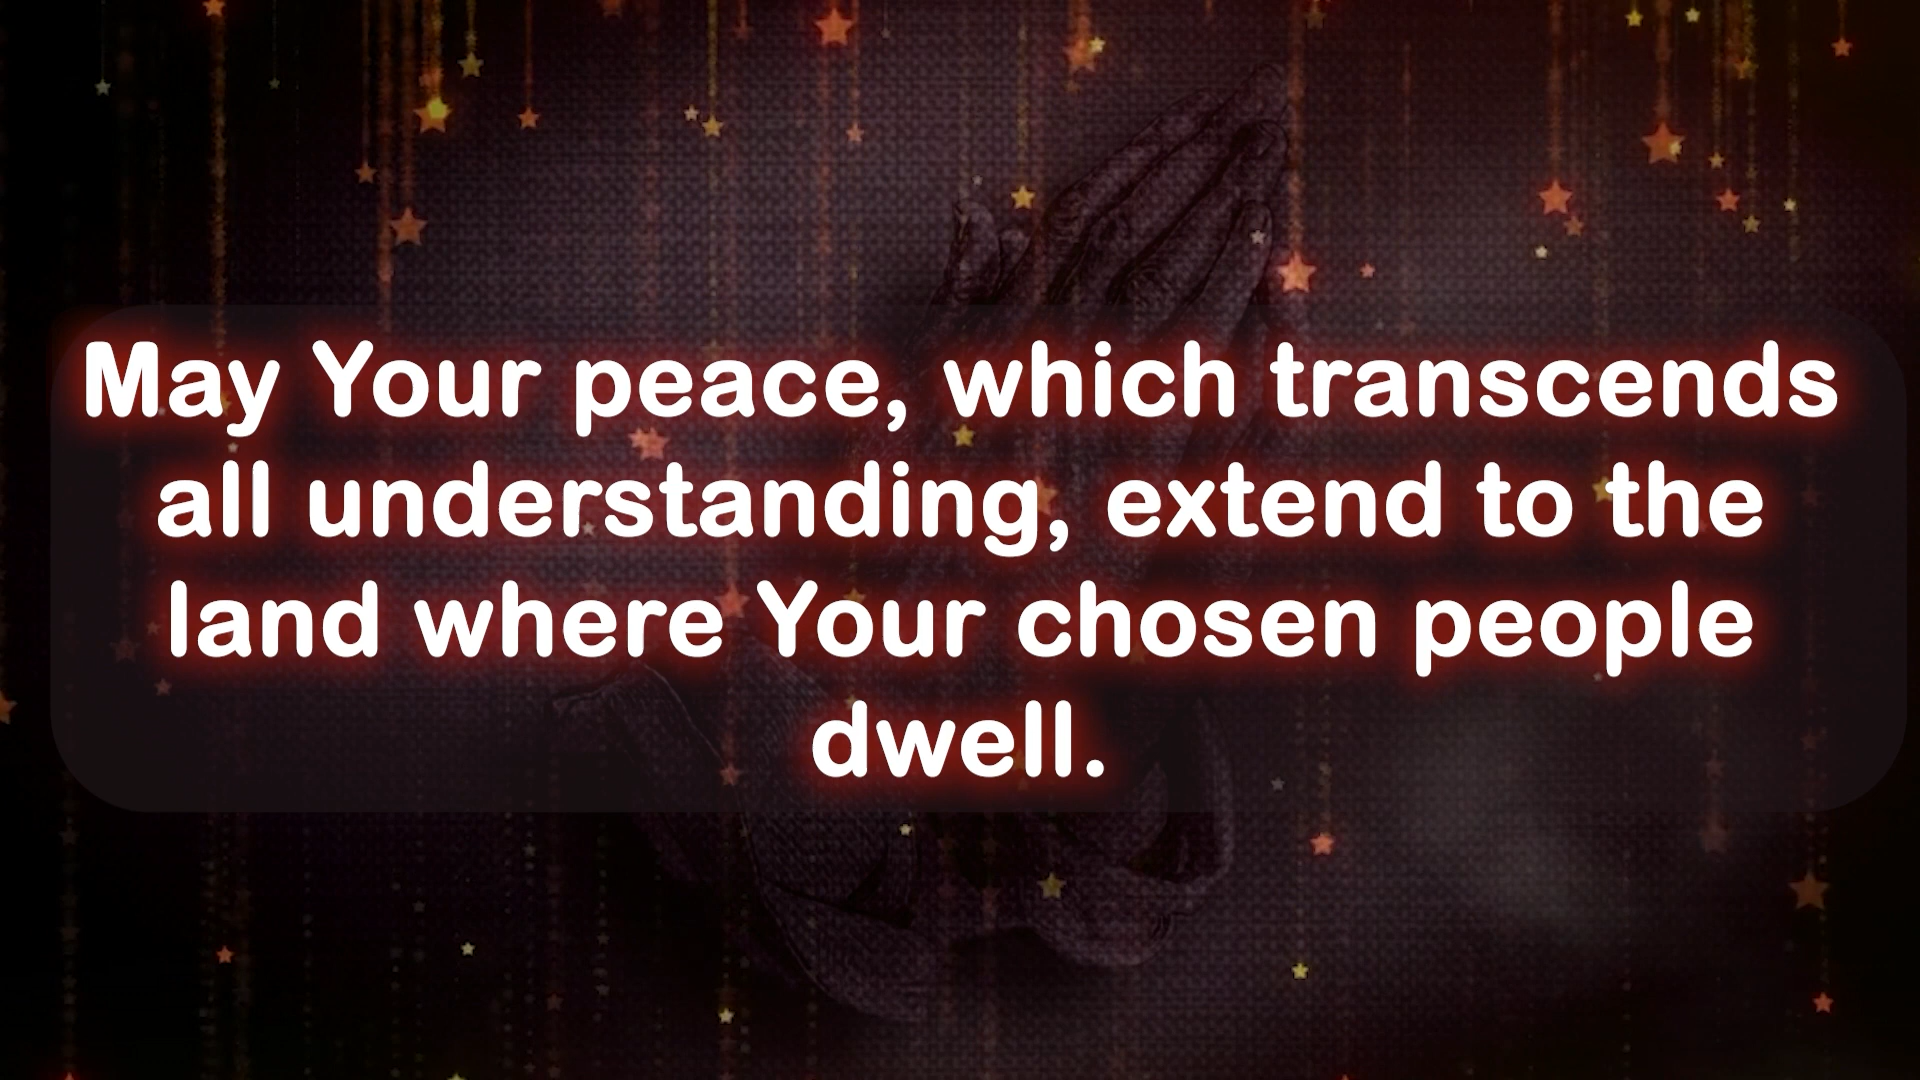 May Your peace, which transcends
all understanding, extend to the
land where Your chosen people
dwell.